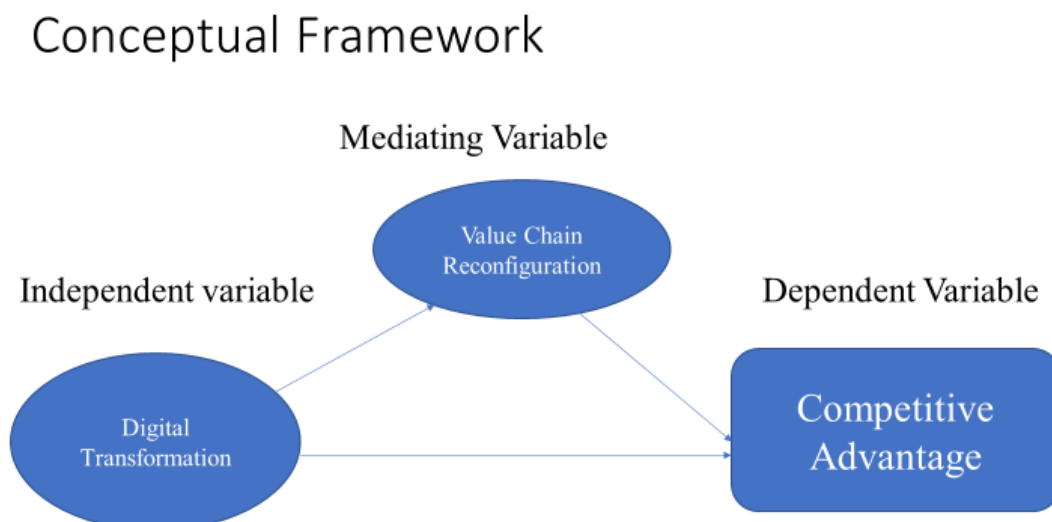 Conceptual Framework
Mediating Variable
Value Chain
Reconfiguration
Independent variable
Dependent Variable
Digital
Transformation
Competitive
Advantage